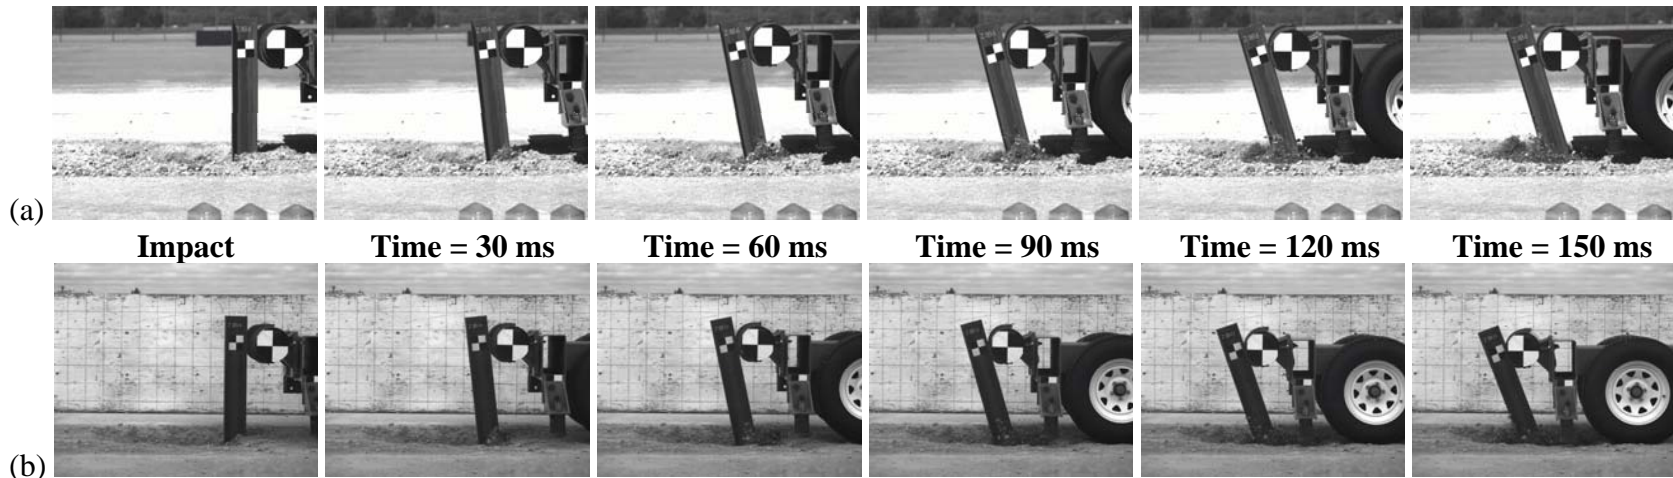 (a)
Impact Time = 30 ms Time = 60 ms Time = 90 ms Time = 120 ms Time = 150 ms
(b)